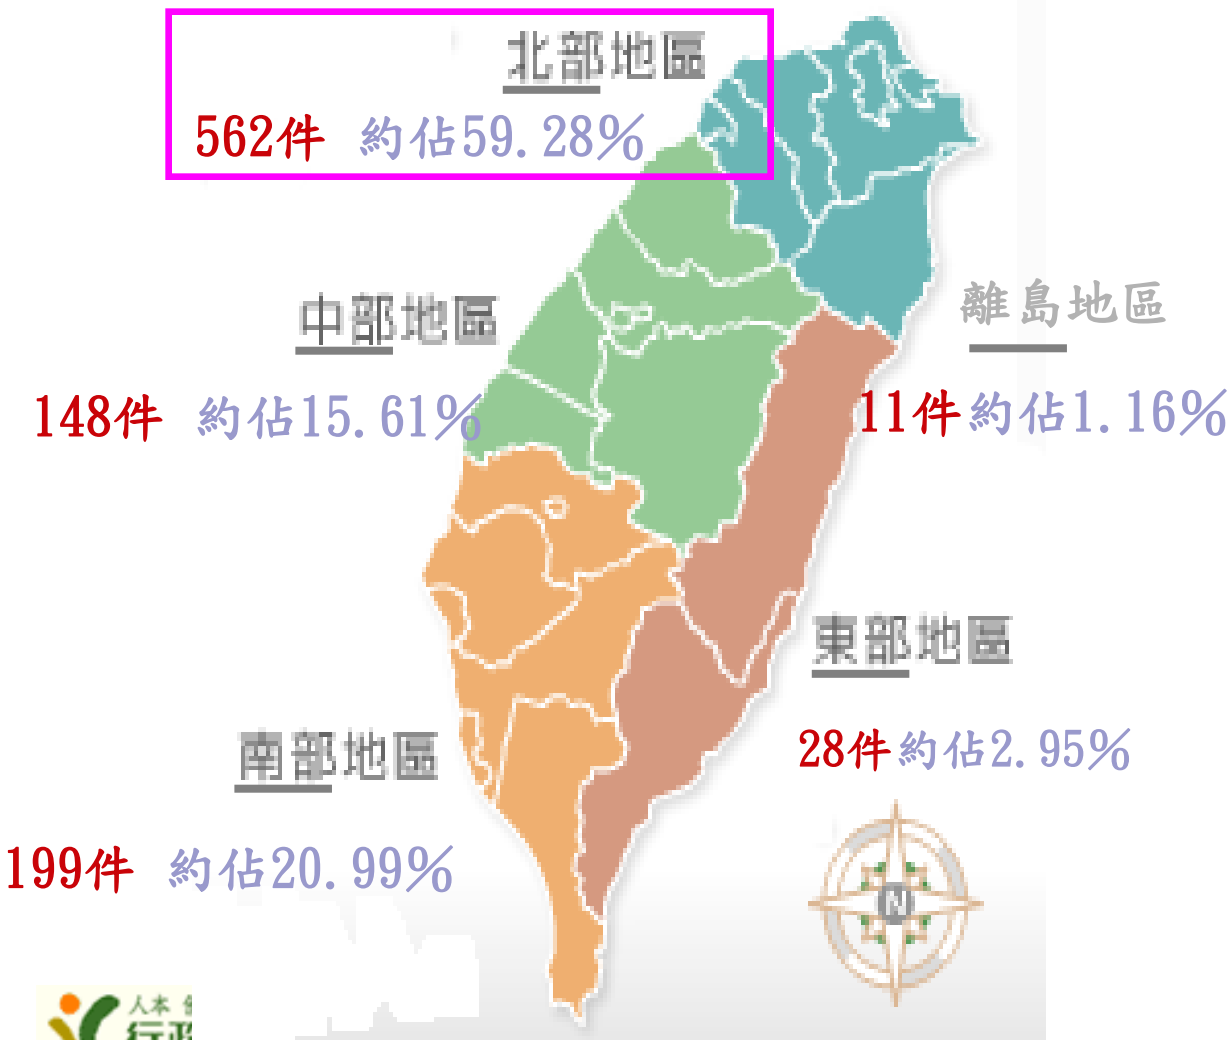 北部地區
562件 約佔59.28%
中部地區
148件 約佔15.61%
離島地區
11件約佔1.16%
東部地區
28件約佔2.95%
南部地區
199件 約佔20.99%
N
人本
行政